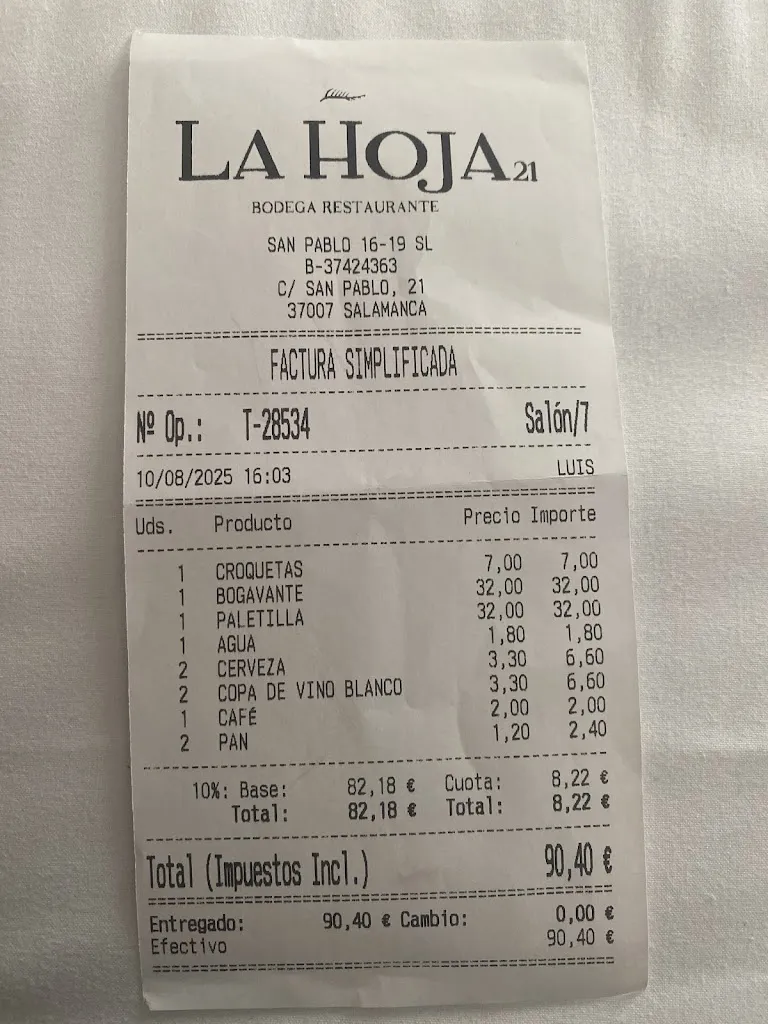 LA HOJA 21
BODEGA RESTAURANTE
SAN PABLO 16-19 SL
B-37424363
C/ SAN PABLO, 21
37007 SALAMANCA
FACTURA SIMPLIFICADA
Nº Op.: T-28534 Salón/7
10/08/2025 16:03 LUIS
Uds. Producto Precio Importe
1 CROQUETAS 7,00 7,00
1 BOGAVANTE 32,00 32,00
1 PALETILLA 32,00 32,00
1 AGUA 1,80 1,80
2 CERVEZA 3,30 6,60
2 COPA DE VINO BLANCO 3,30 6,60
1 CAFÉ 2,00 2,00
2 PAN 1,20 2,40
10%: Base: 82,18 € Cuota: 8,22 €
Total: 82,18 € Total: 8,22 €
Total (Impuestos Incl.) 90,40 €
Entregado: 90,40 € Cambio: 0,00 €
Efectivo 90,40 €